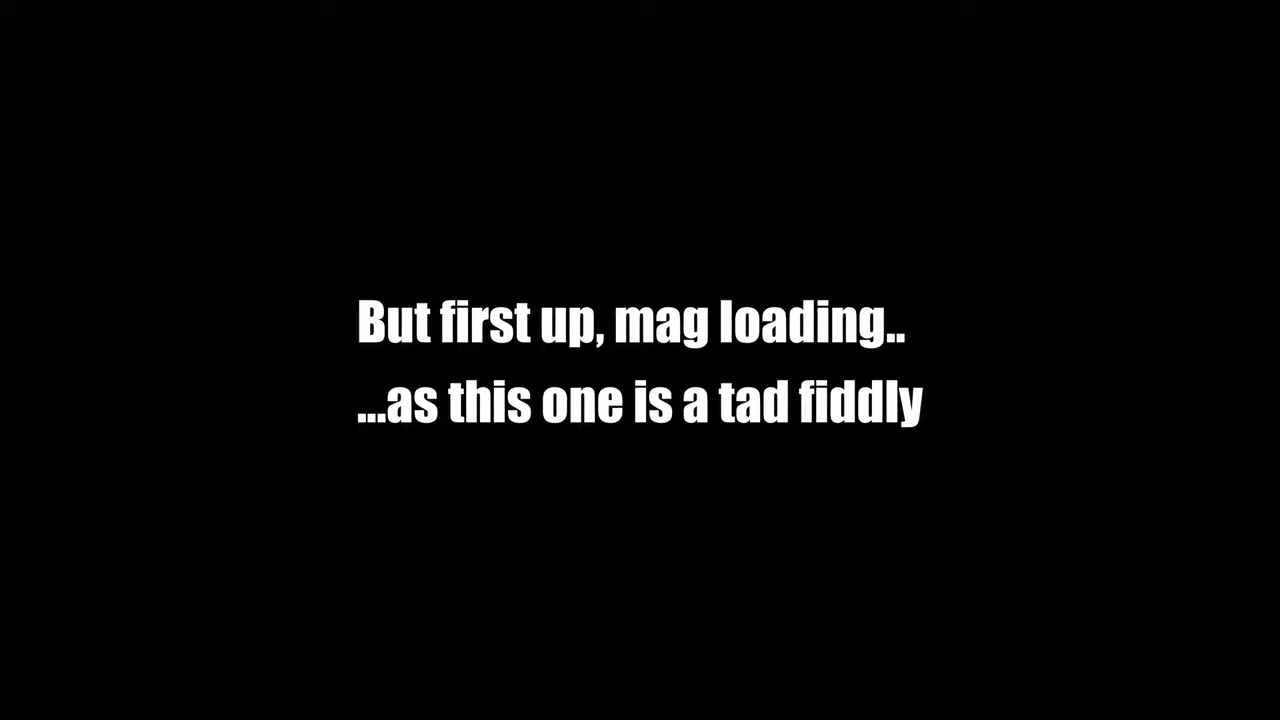 But first up, mag loading..
...as this one is a tad fiddly